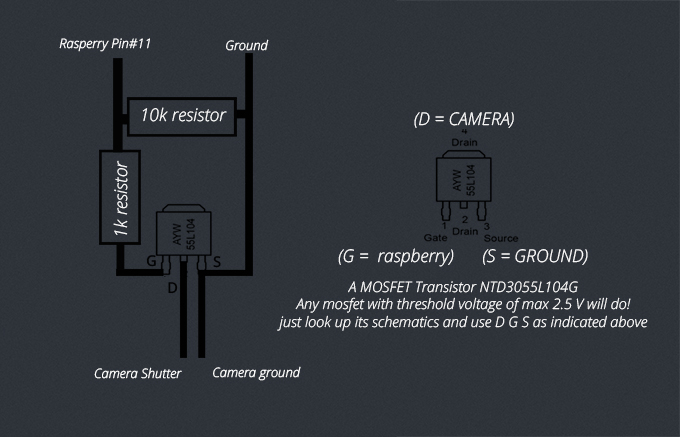 Rasperry Pin#11
Ground
10k resistor
1k resistor
AYW
55L104
G
S
D
Camera Shutter
Camera ground
(D = CAMERA)
4
Drain
AYW
55L104
1
2
3
Gate
Drain
Source
(G = raspberry)
(S = GROUND)
A MOSFET Transistor NTD3055L104G
Any mosfet with threshold voltage of max 2.5 V will do!
just look up its schematics and use D G S as indicated above